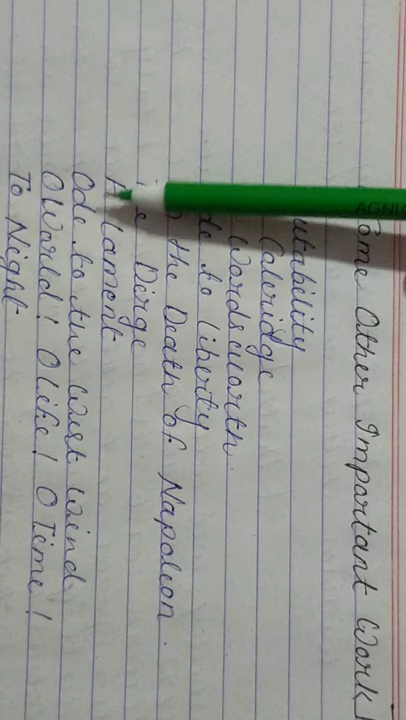 ome Other Important Work
utability
Coleridge
Wordsworth.
de to liberty
the Death of Napoleon.
e Dirge
A lament
Ode to the West Wind
O World! O life! O Time!
To Night
AGNI